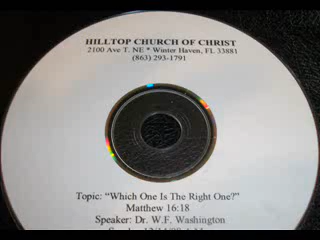 HILLTOP CHURCH OF CHRIST
2100 Ave T. NE * Winter Haven, FL 33881
(863) 293-1791
Topic: “Which One Is The Right One?”
Matthew 16:18
Speaker: Dr. W.F. Washington